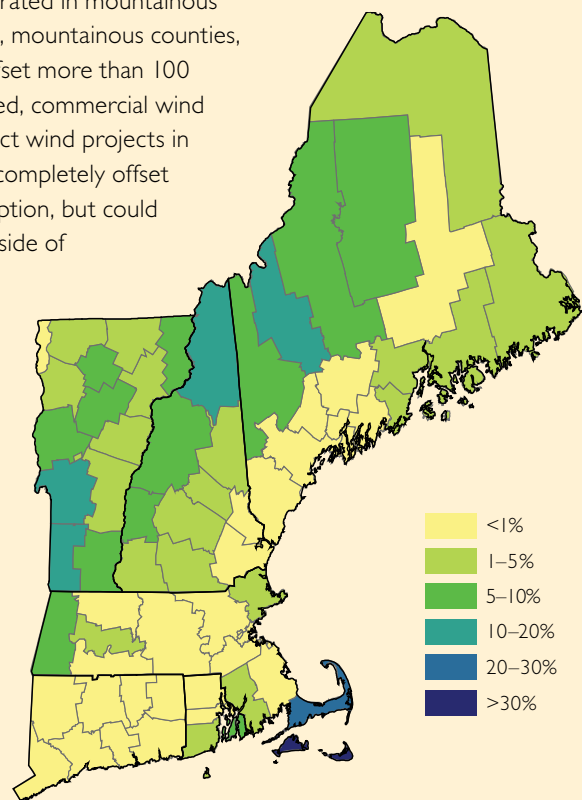 rated in mountainous
, mountainous counties,
fset more than 100
ed, commercial wind
ct wind projects in
completely offset
ption, but could
side of
<1%
1–5%
5–10%
10–20%
20–30%
>30%